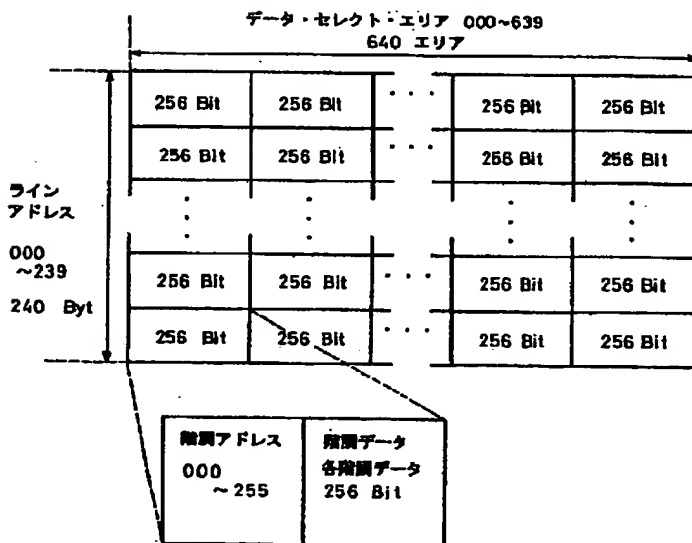 データ・セレクト・エリア 000~639
640 エリア
256 Bit 256 Bit ... 256 Bit 256 Bit
256 Bit 256 Bit ... 256 Bit 256 Bit
ライン
アドレス
000
~239
240 Byt
256 Bit 256 Bit ... 256 Bit 256 Bit
256 Bit 256 Bit ... 256 Bit 256 Bit
階調アドレス
000
~255
階調データ
各階調データ
256 Bit